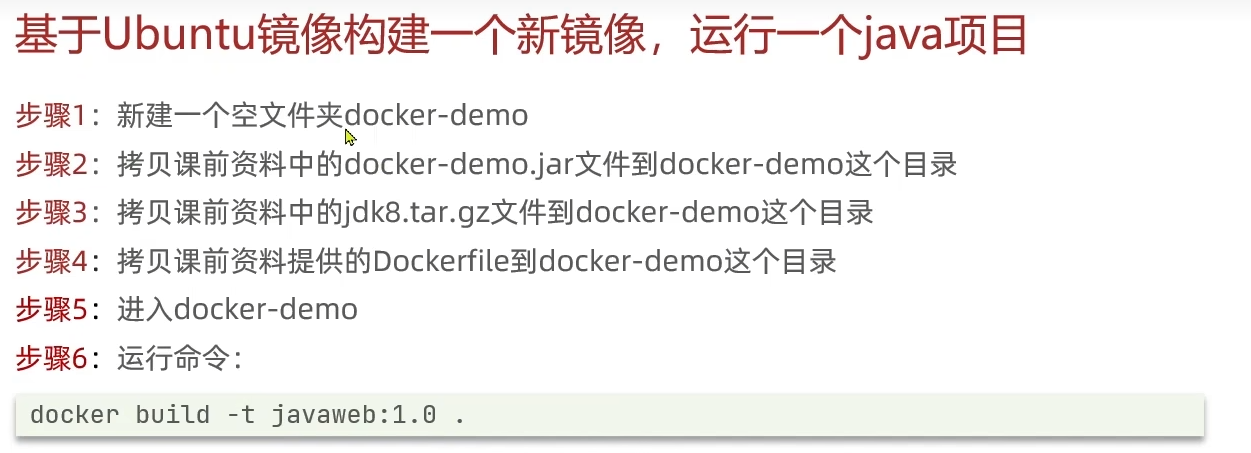 基于Ubuntu镜像构建一个新镜像，运行一个java项目
步骤1：新建一个空文件夹docker-demo
步骤2：拷贝课前资料中的docker-demo.jar文件到docker-demo这个目录
步骤3：拷贝课前资料中的jdk8.tar.gz文件到docker-demo这个目录
步骤4：拷贝课前资料提供的Dockerfile到docker-demo这个目录
步骤5：进入docker-demo
步骤6：运行命令：
docker build -t javaweb:1.0 .